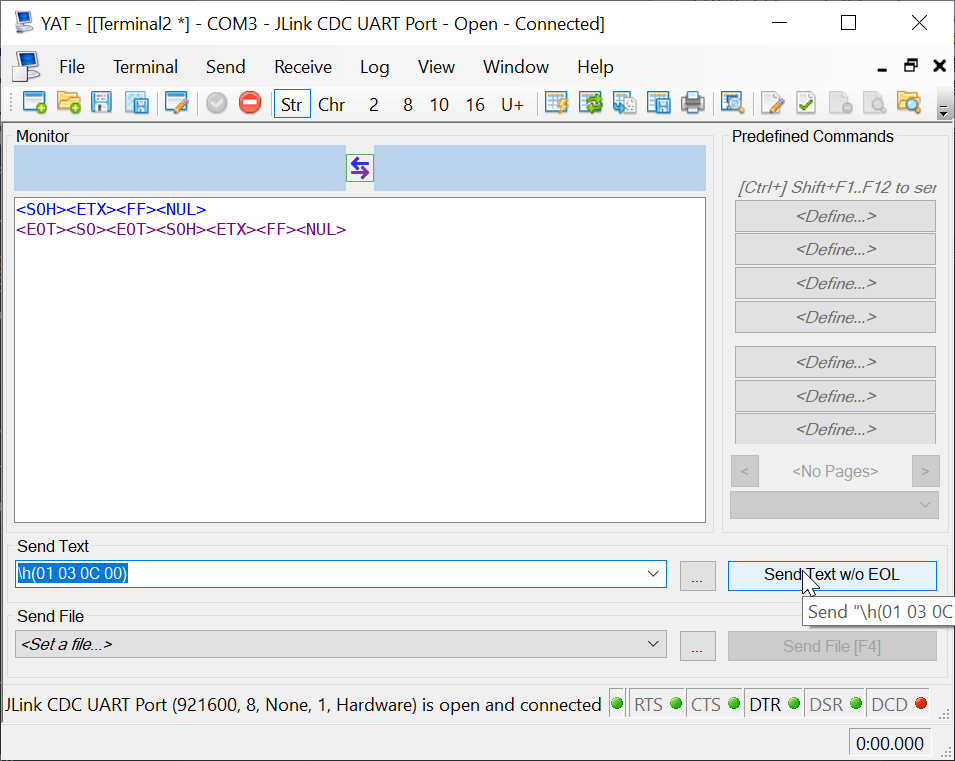 YAT - [[Terminal2 *] - COM3 - JLink CDC UART Port - Open - Connected]
File Terminal Send Receive Log View Window Help
Str Chr 2 8 10 16 U+
Monitor
Predefined Commands
[Ctrl+] Shift+F1..F12 to ser
<SOH><ETX><FF><NUL>
<EOT><SO><EOT><SOH><ETX><FF><NUL>
<Define...>
<Define...>
<Define...>
<Define...>
<Define...>
<Define...>
<Define...>
< <No Pages> >
Send Text
\h(01 03 0C 00) ... Send Text w/o EOL
Send "\h(01 03 0C
Send File
<Set a file...> ... Send File [F4]
JLink CDC UART Port (921600, 8, None, 1, Hardware) is open and connected RTS CTS DTR DSR DCD
0:00.000